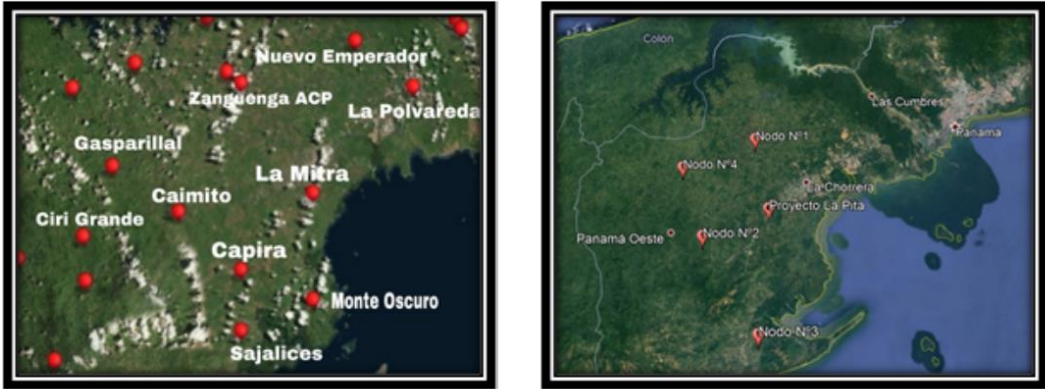 Nuevo Emperador
Zanguenga ACP
La Polvareda
Gasparillal
La Mitra
Caimito
Ciri Grande
Capira
Monte Oscuro
Sajalices
Colón
Las Cumbres
Panama
Nodo Nº1
Nodo Nº4
La Chorrera
Proyecto La Pita
Panamá Oeste
Nodo Nº2
Nodo Nº3